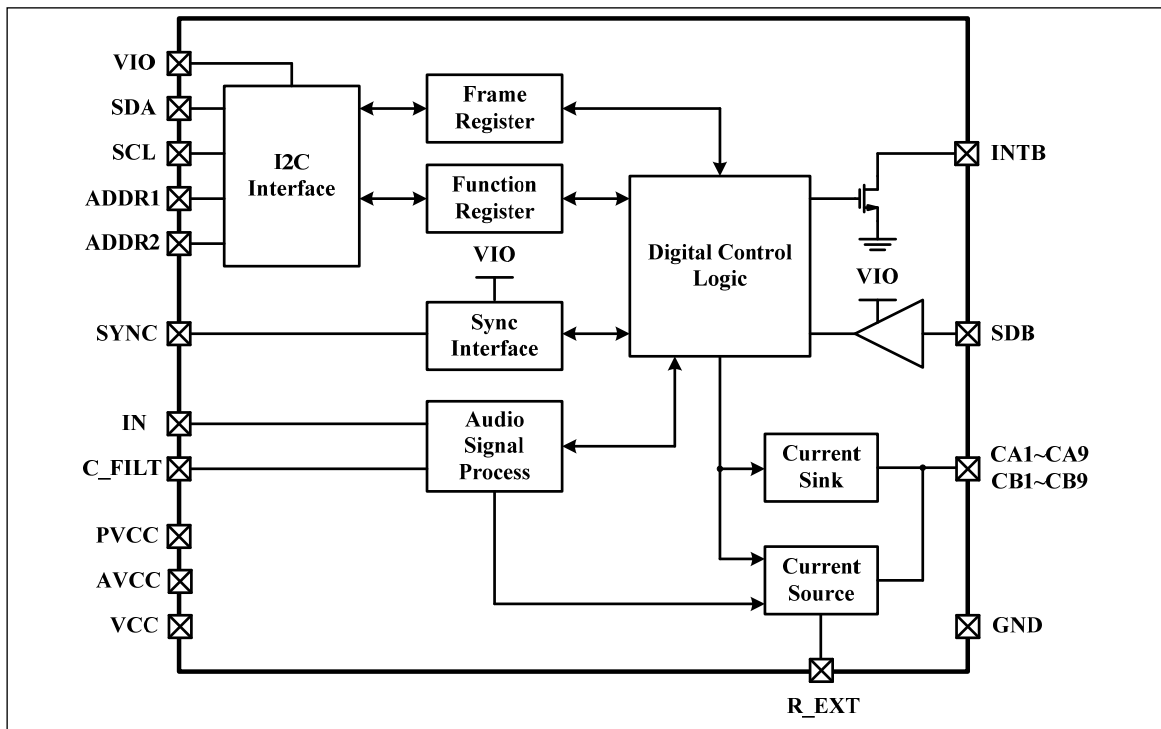 VIO
SDA
SCL
ADDR1
ADDR2
SYNC
IN
C_FILT
PVCC
AVCC
VCC
I2C
Interface
Frame
Register
Function
Register
VIO
Sync
Interface
Audio
Signal
Process
Digital Control
Logic
VIO
Current
Sink
Current
Source
INTB
SDB
CA1~CA9
CB1~CB9
GND
R_EXT